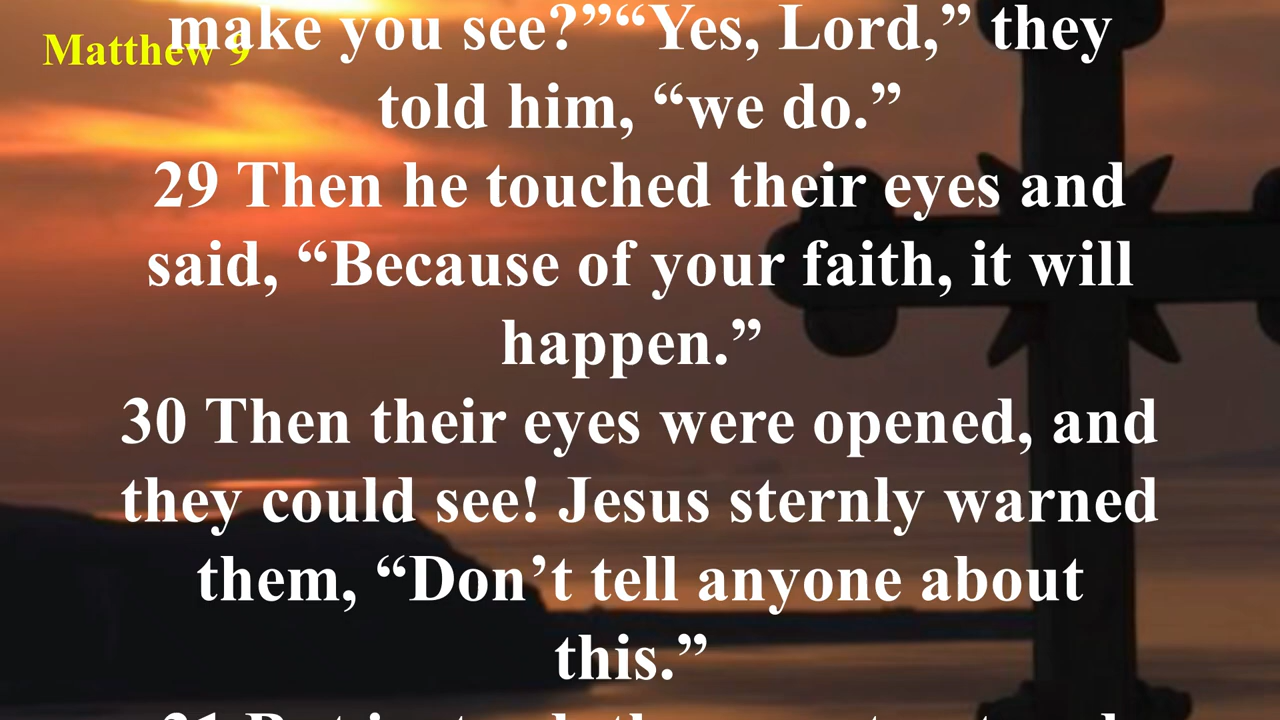 make you see?”“Yes, Lord,” they
Matthew 9
told him, “we do.”
29 Then he touched their eyes and
said, “Because of your faith, it will
happen.”
30 Then their eyes were opened, and
they could see! Jesus sternly warned
them, “Don’t tell anyone about
this.”